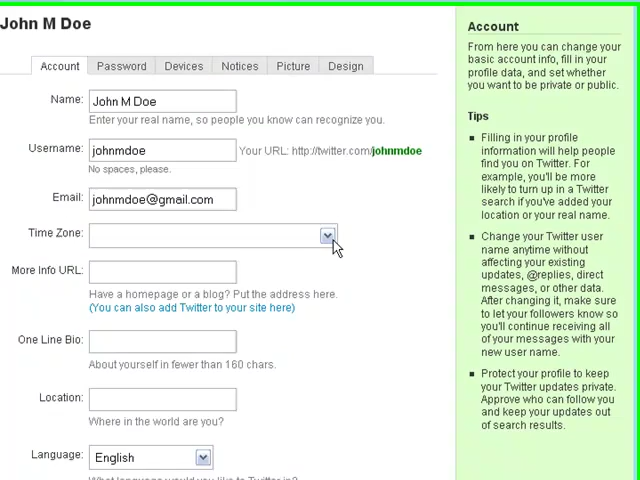 John M Doe
Account Password Devices Notices Picture Design
Name: John M Doe
Enter your real name, so people you know can recognize you.
Username: johnmdoe Your URL: http://twitter.com/johnmdoe
No spaces, please.
Email: johnmdoe@gmail.com
Time Zone:
More Info URL:
Have a homepage or a blog? Put the address here.
(You can also add Twitter to your site here)
One Line Bio:
About yourself in fewer than 160 chars.
Location:
Where in the world are you?
Language: English
What language would you like to Twitter in?
Account
From here you can change your
basic account info, fill in your
profile data, and set whether
you want to be private or public.
Tips
Filling in your profile
information will help people
find you on Twitter. For
example, you'll be more
likely to turn up in a Twitter
search if you've added your
location or your real name.
Change your Twitter user
name anytime without
affecting your existing
updates, @replies, direct
messages, or other data.
After changing it, make sure
to let your followers know so
you'll continue receiving all
of your messages with your
new user name.
Protect your profile to keep
your Twitter updates private.
Approve who can follow you
and keep your updates out
of search results.